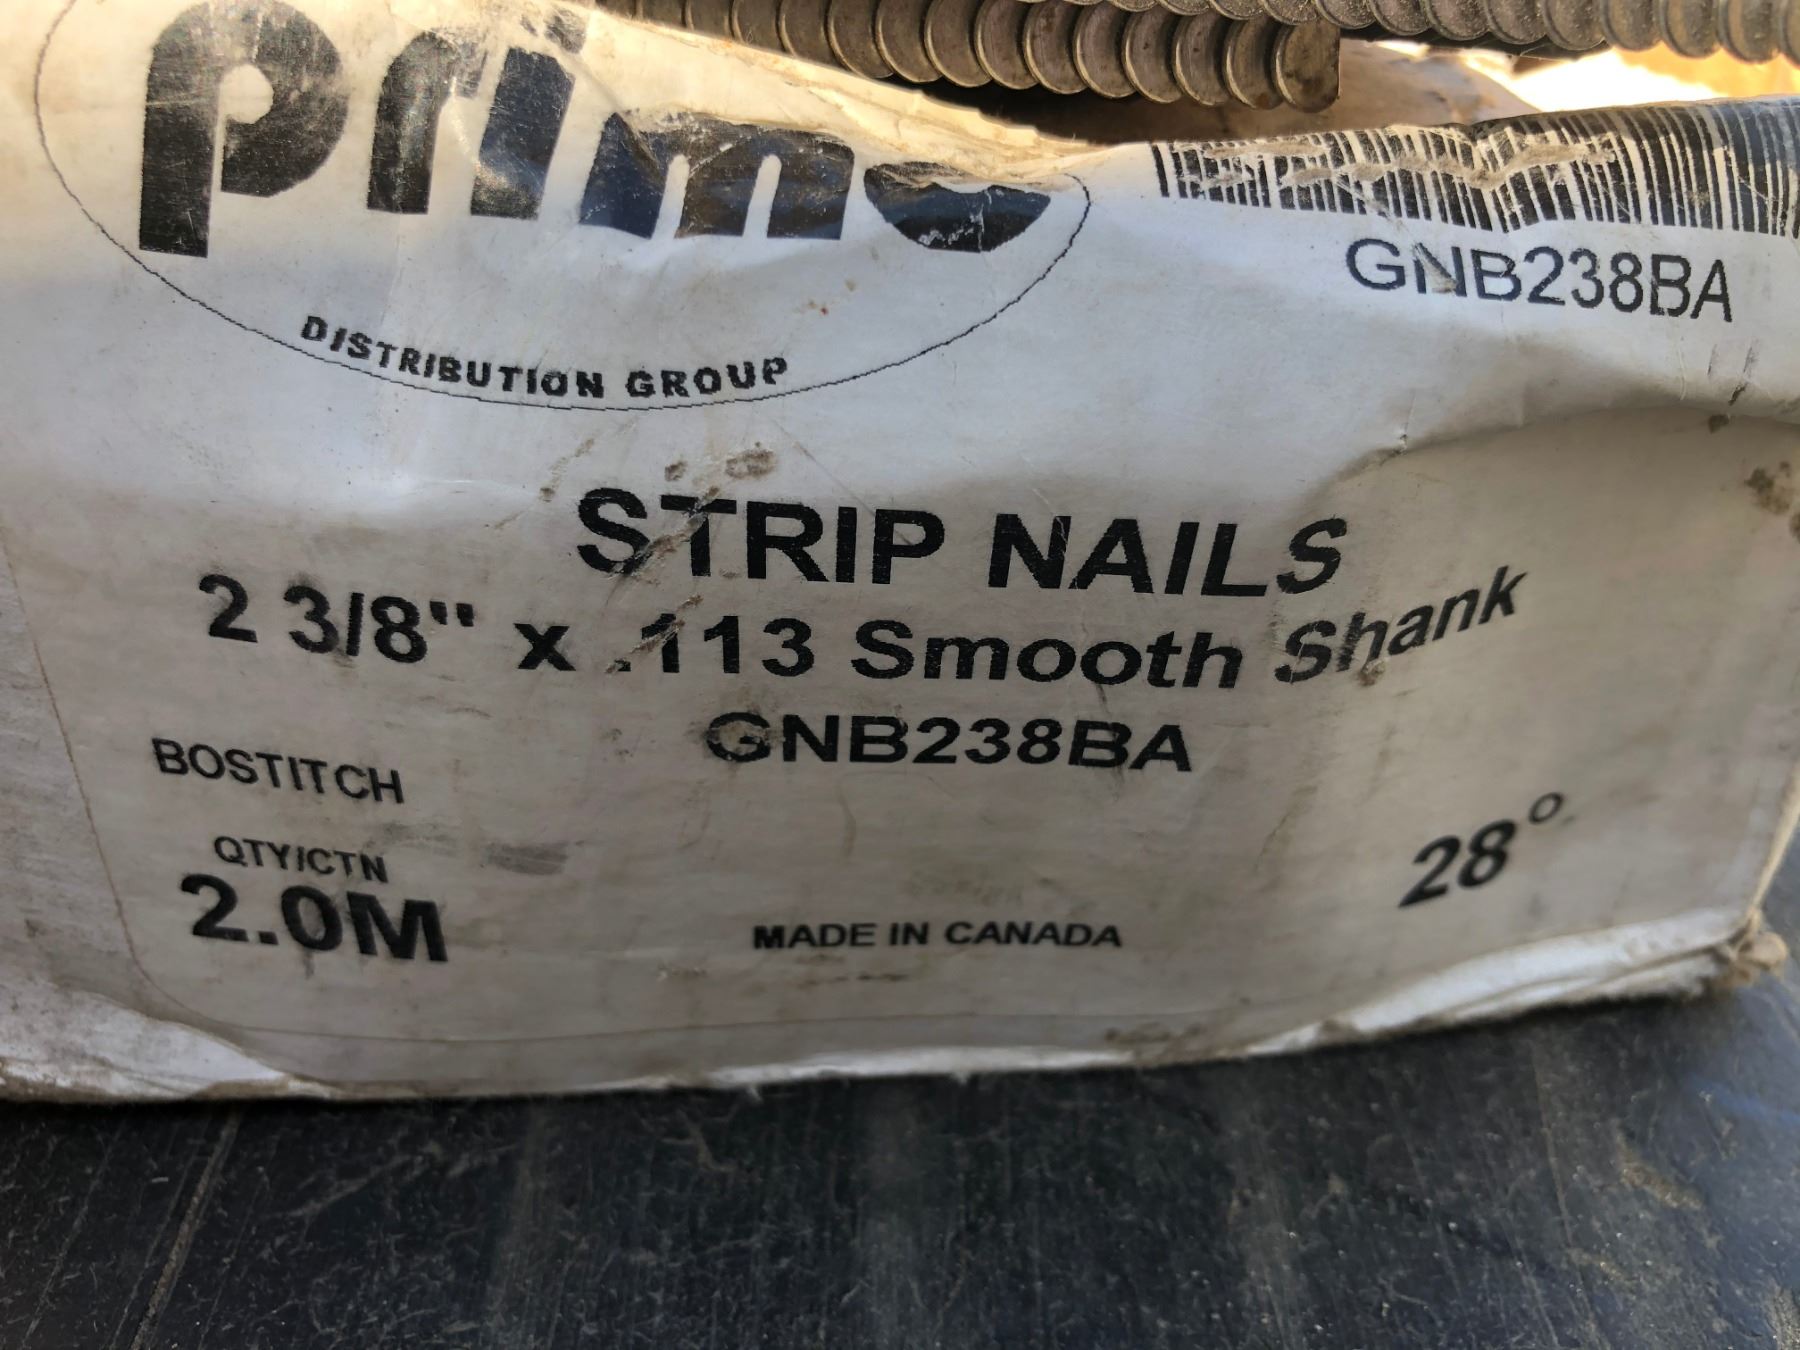 primo
DISTRIBUTION GROUP
GNB238BA
STRIP NAILS
2 3/8" x .113 Smooth Shank
GNB238BA
BOSTITCH
28°
QTY/CTN
2.0M
MADE IN CANADA